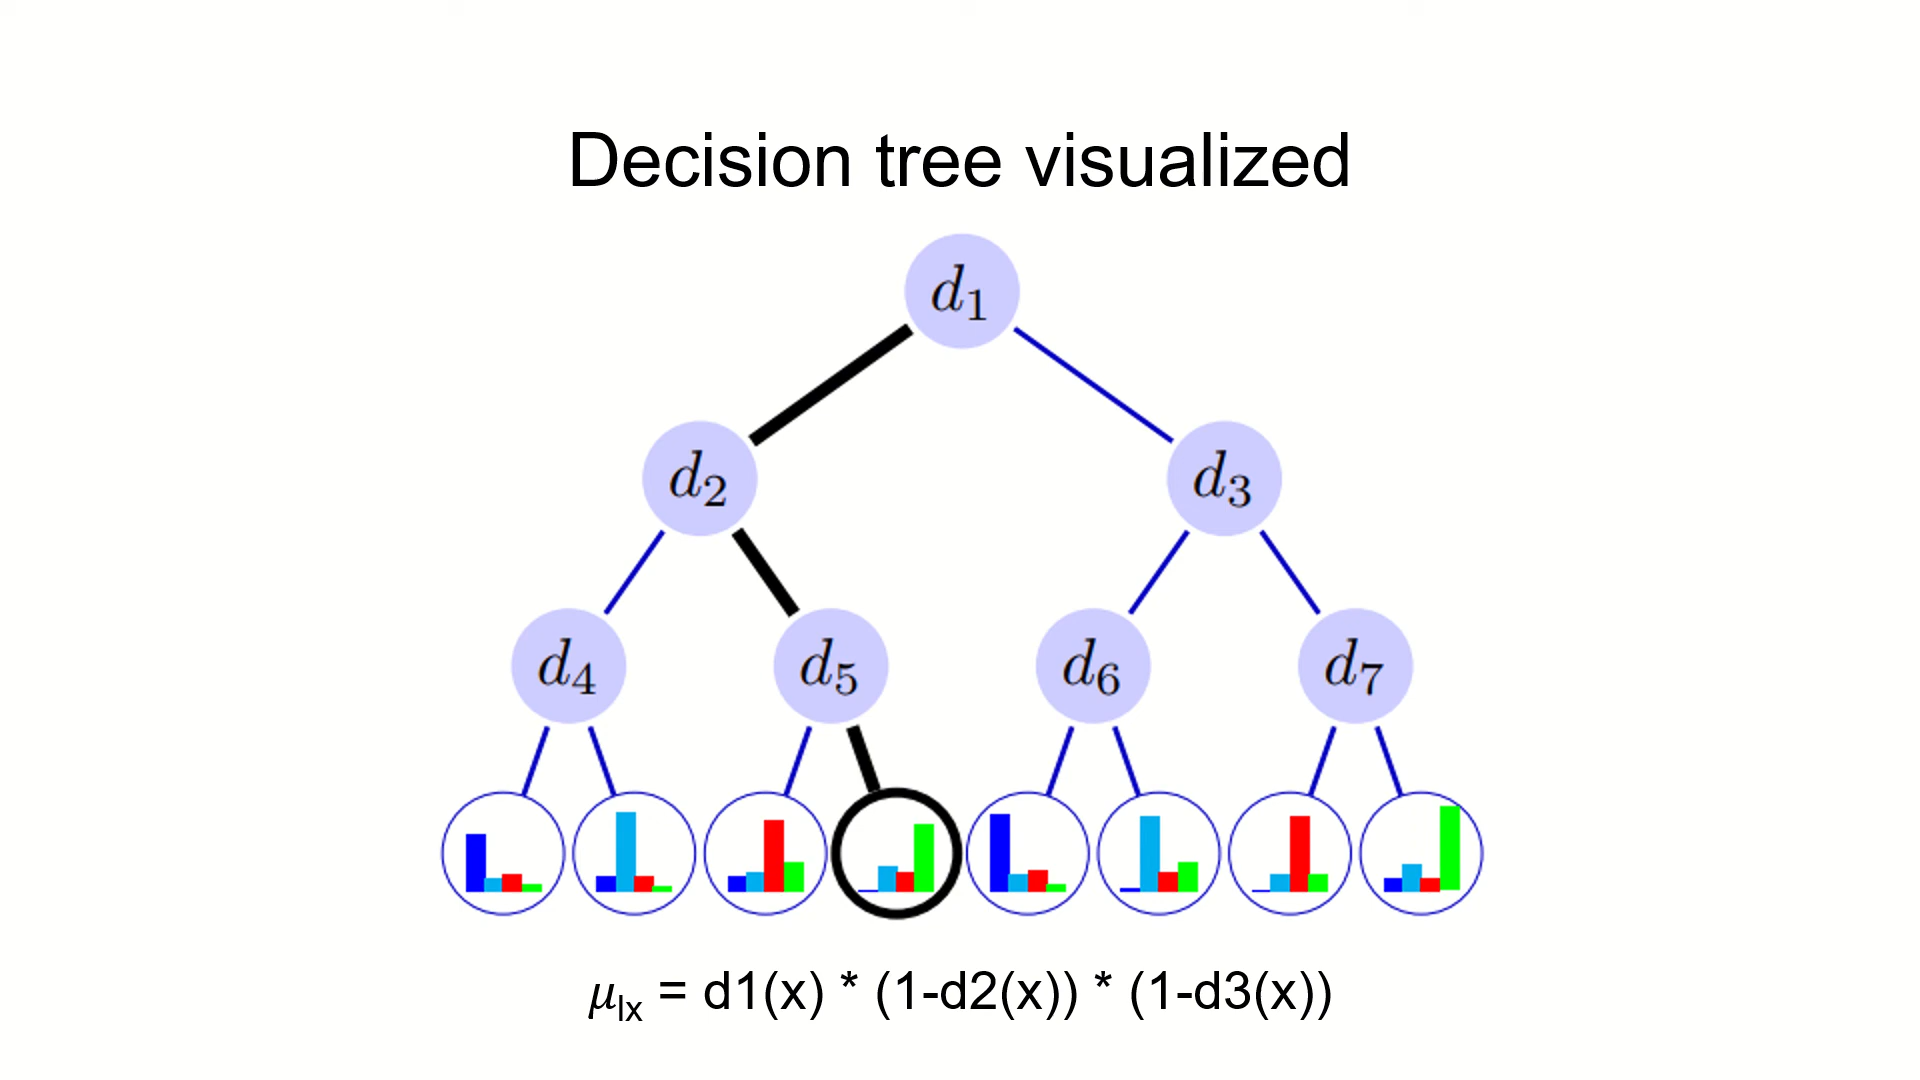 Decision tree visualized
d₁
d₂ d₃
d₄ d₅ d₆ d₇
μₗₓ = d1(x) * (1-d2(x)) * (1-d3(x))